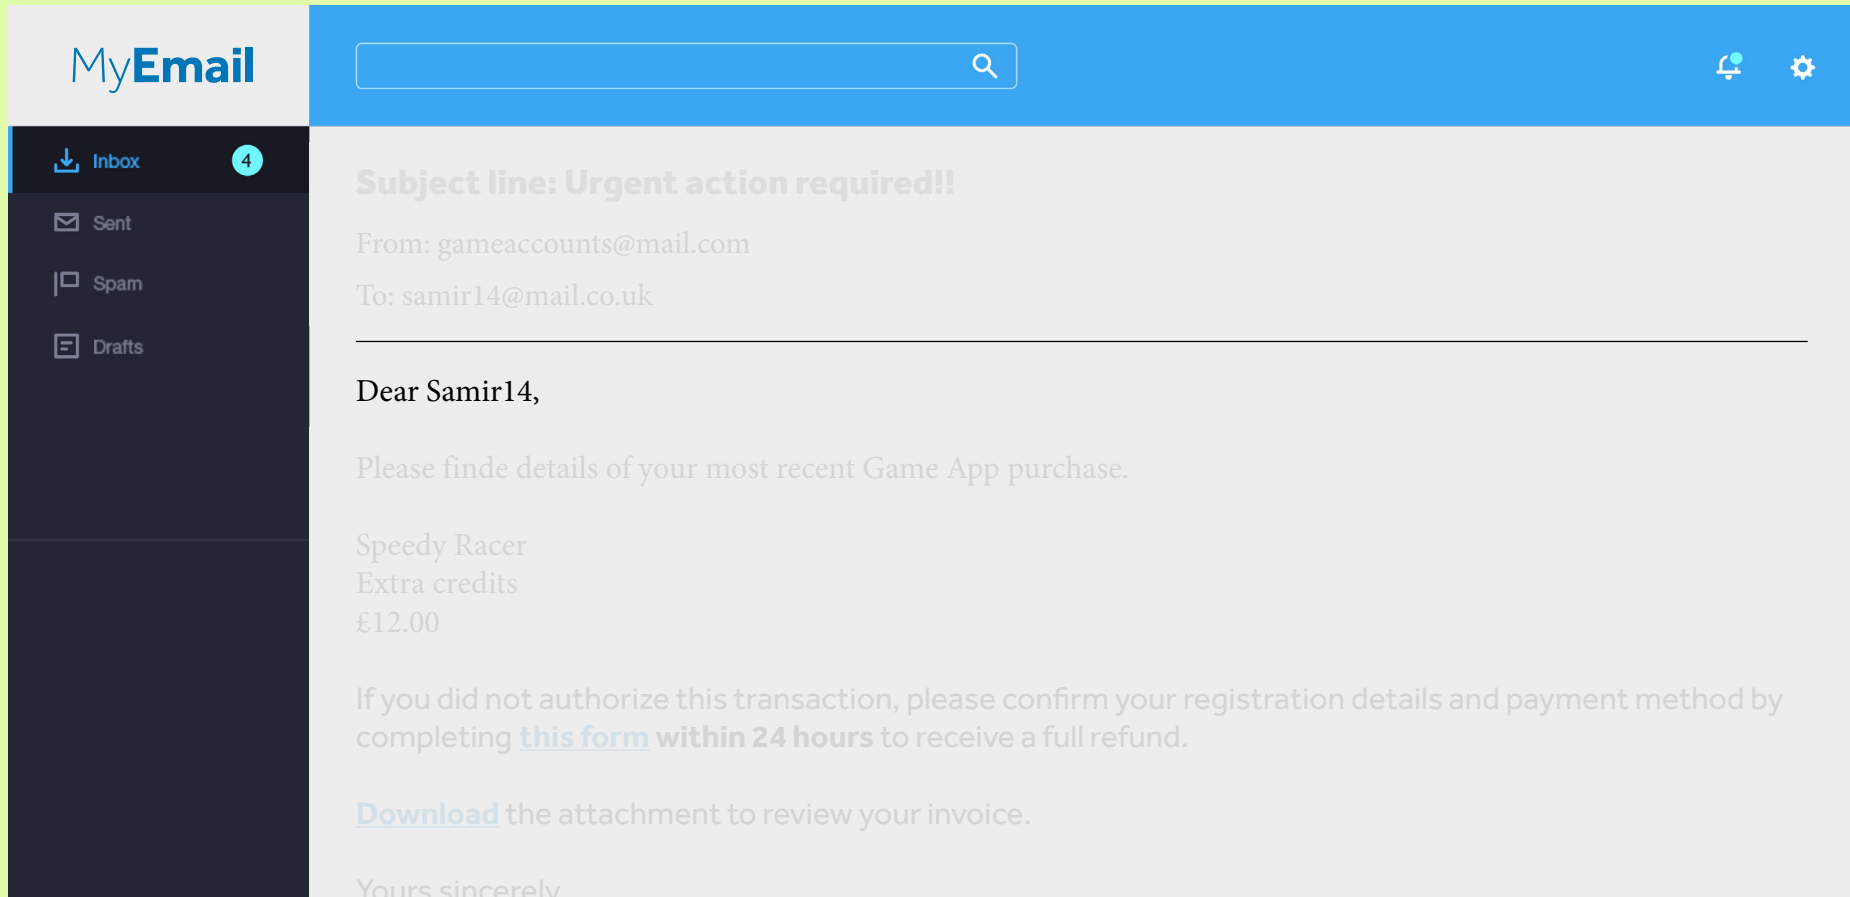 MyEmail
Inbox 4
Sent
Spam
Drafts
Subject line: Urgent action required!!
From: gameaccounts@mail.com
To: samir14@mail.co.uk
Dear Samir14,
Please finde details of your most recent Game App purchase.
Speedy Racer
Extra credits
£12.00
If you did not authorize this transaction, please confirm your registration details and payment method by
completing this form within 24 hours to receive a full refund.
Download the attachment to review your invoice.
Yours sincerely